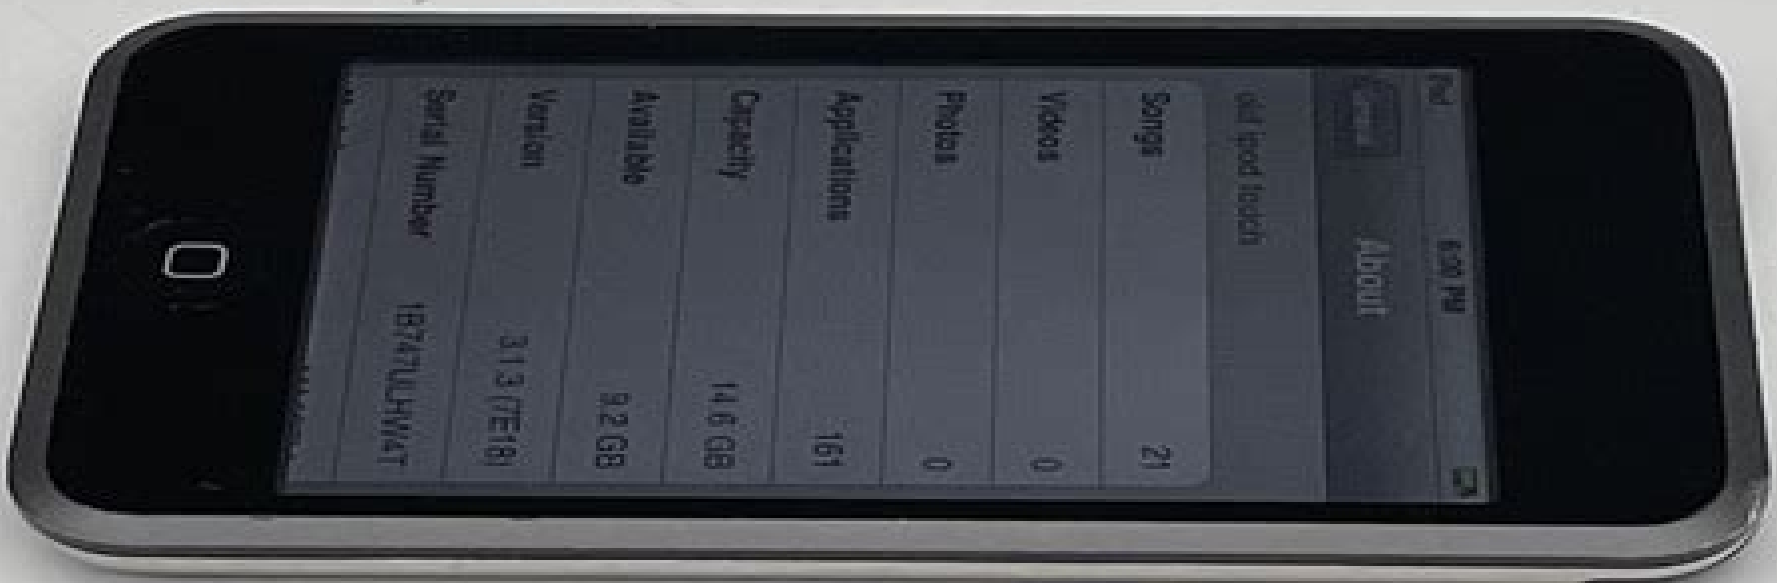 iPod 6:30 PM
About
old ipod touch
Songs 21
Videos 0
Photos 0
Applications 161
Capacity 14.6 GB
Available 9.2 GB
Version 3.1.3 (7E18)
Serial Number 1B747ULHW4T